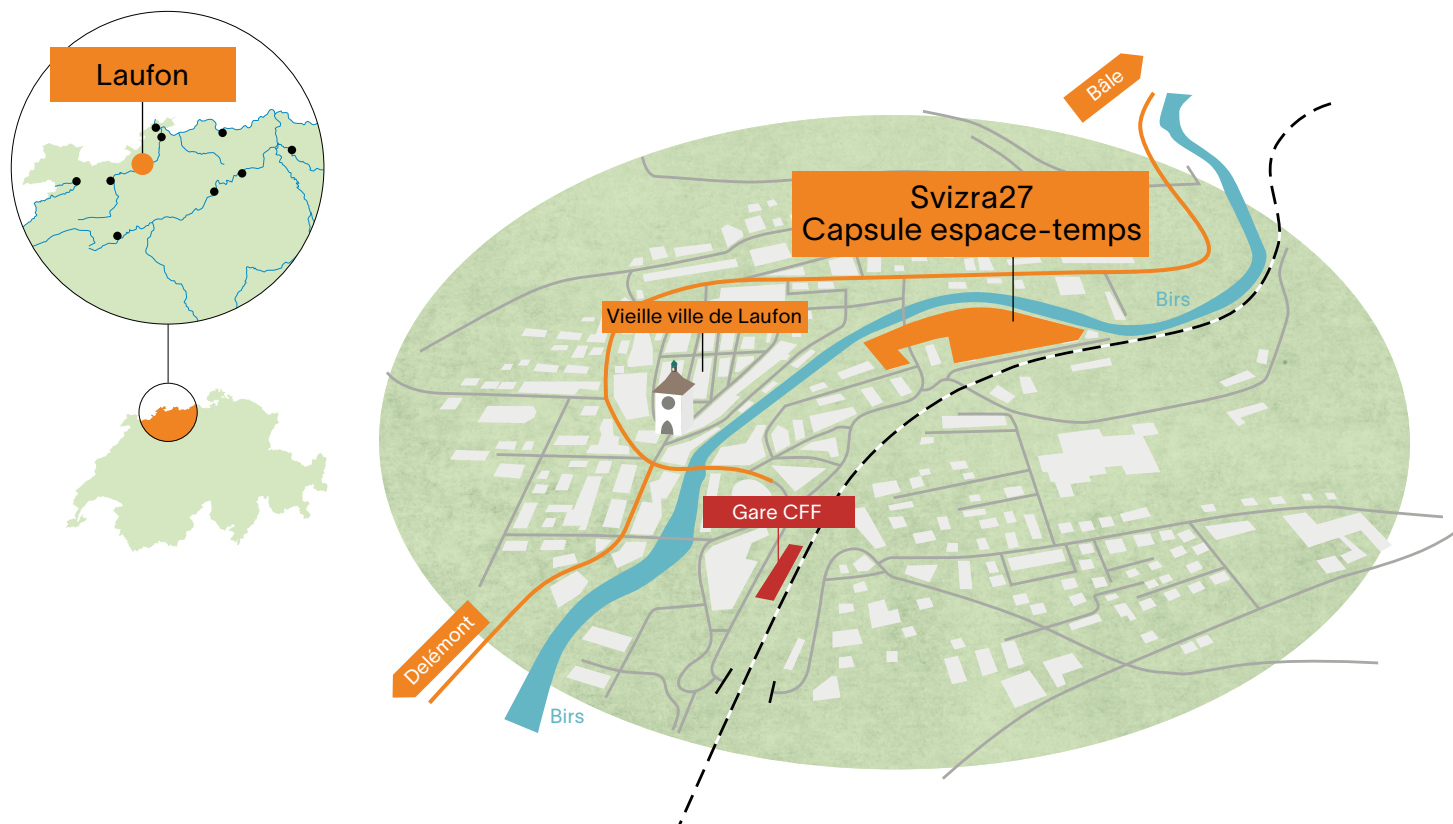 Laufon
Bâle
Svizra27
Capsule espace-temps
Birs
Vieille ville de Laufon
Gare CFF
Delémont
Birs